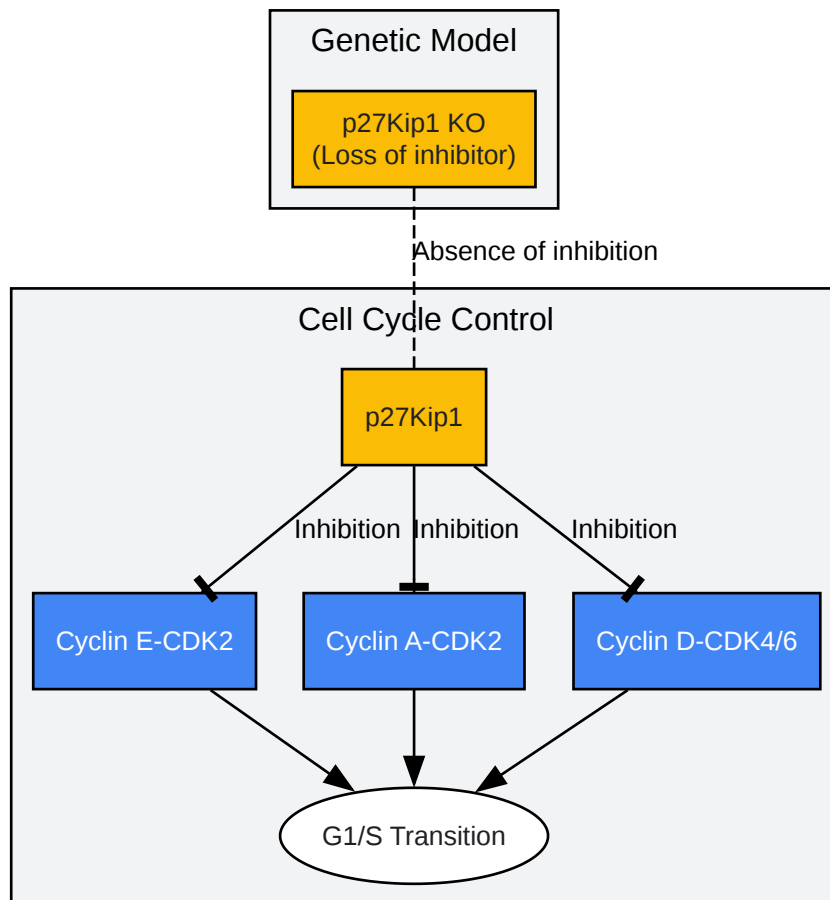 Genetic Model
p27Kip1 KO
(Loss of inhibitor)
Absence of inhibition
Cell Cycle Control
p27Kip1
Inhibition
Inhibition
Inhibition
Cyclin E-CDK2
Cyclin A-CDK2
Cyclin D-CDK4/6
G1/S Transition